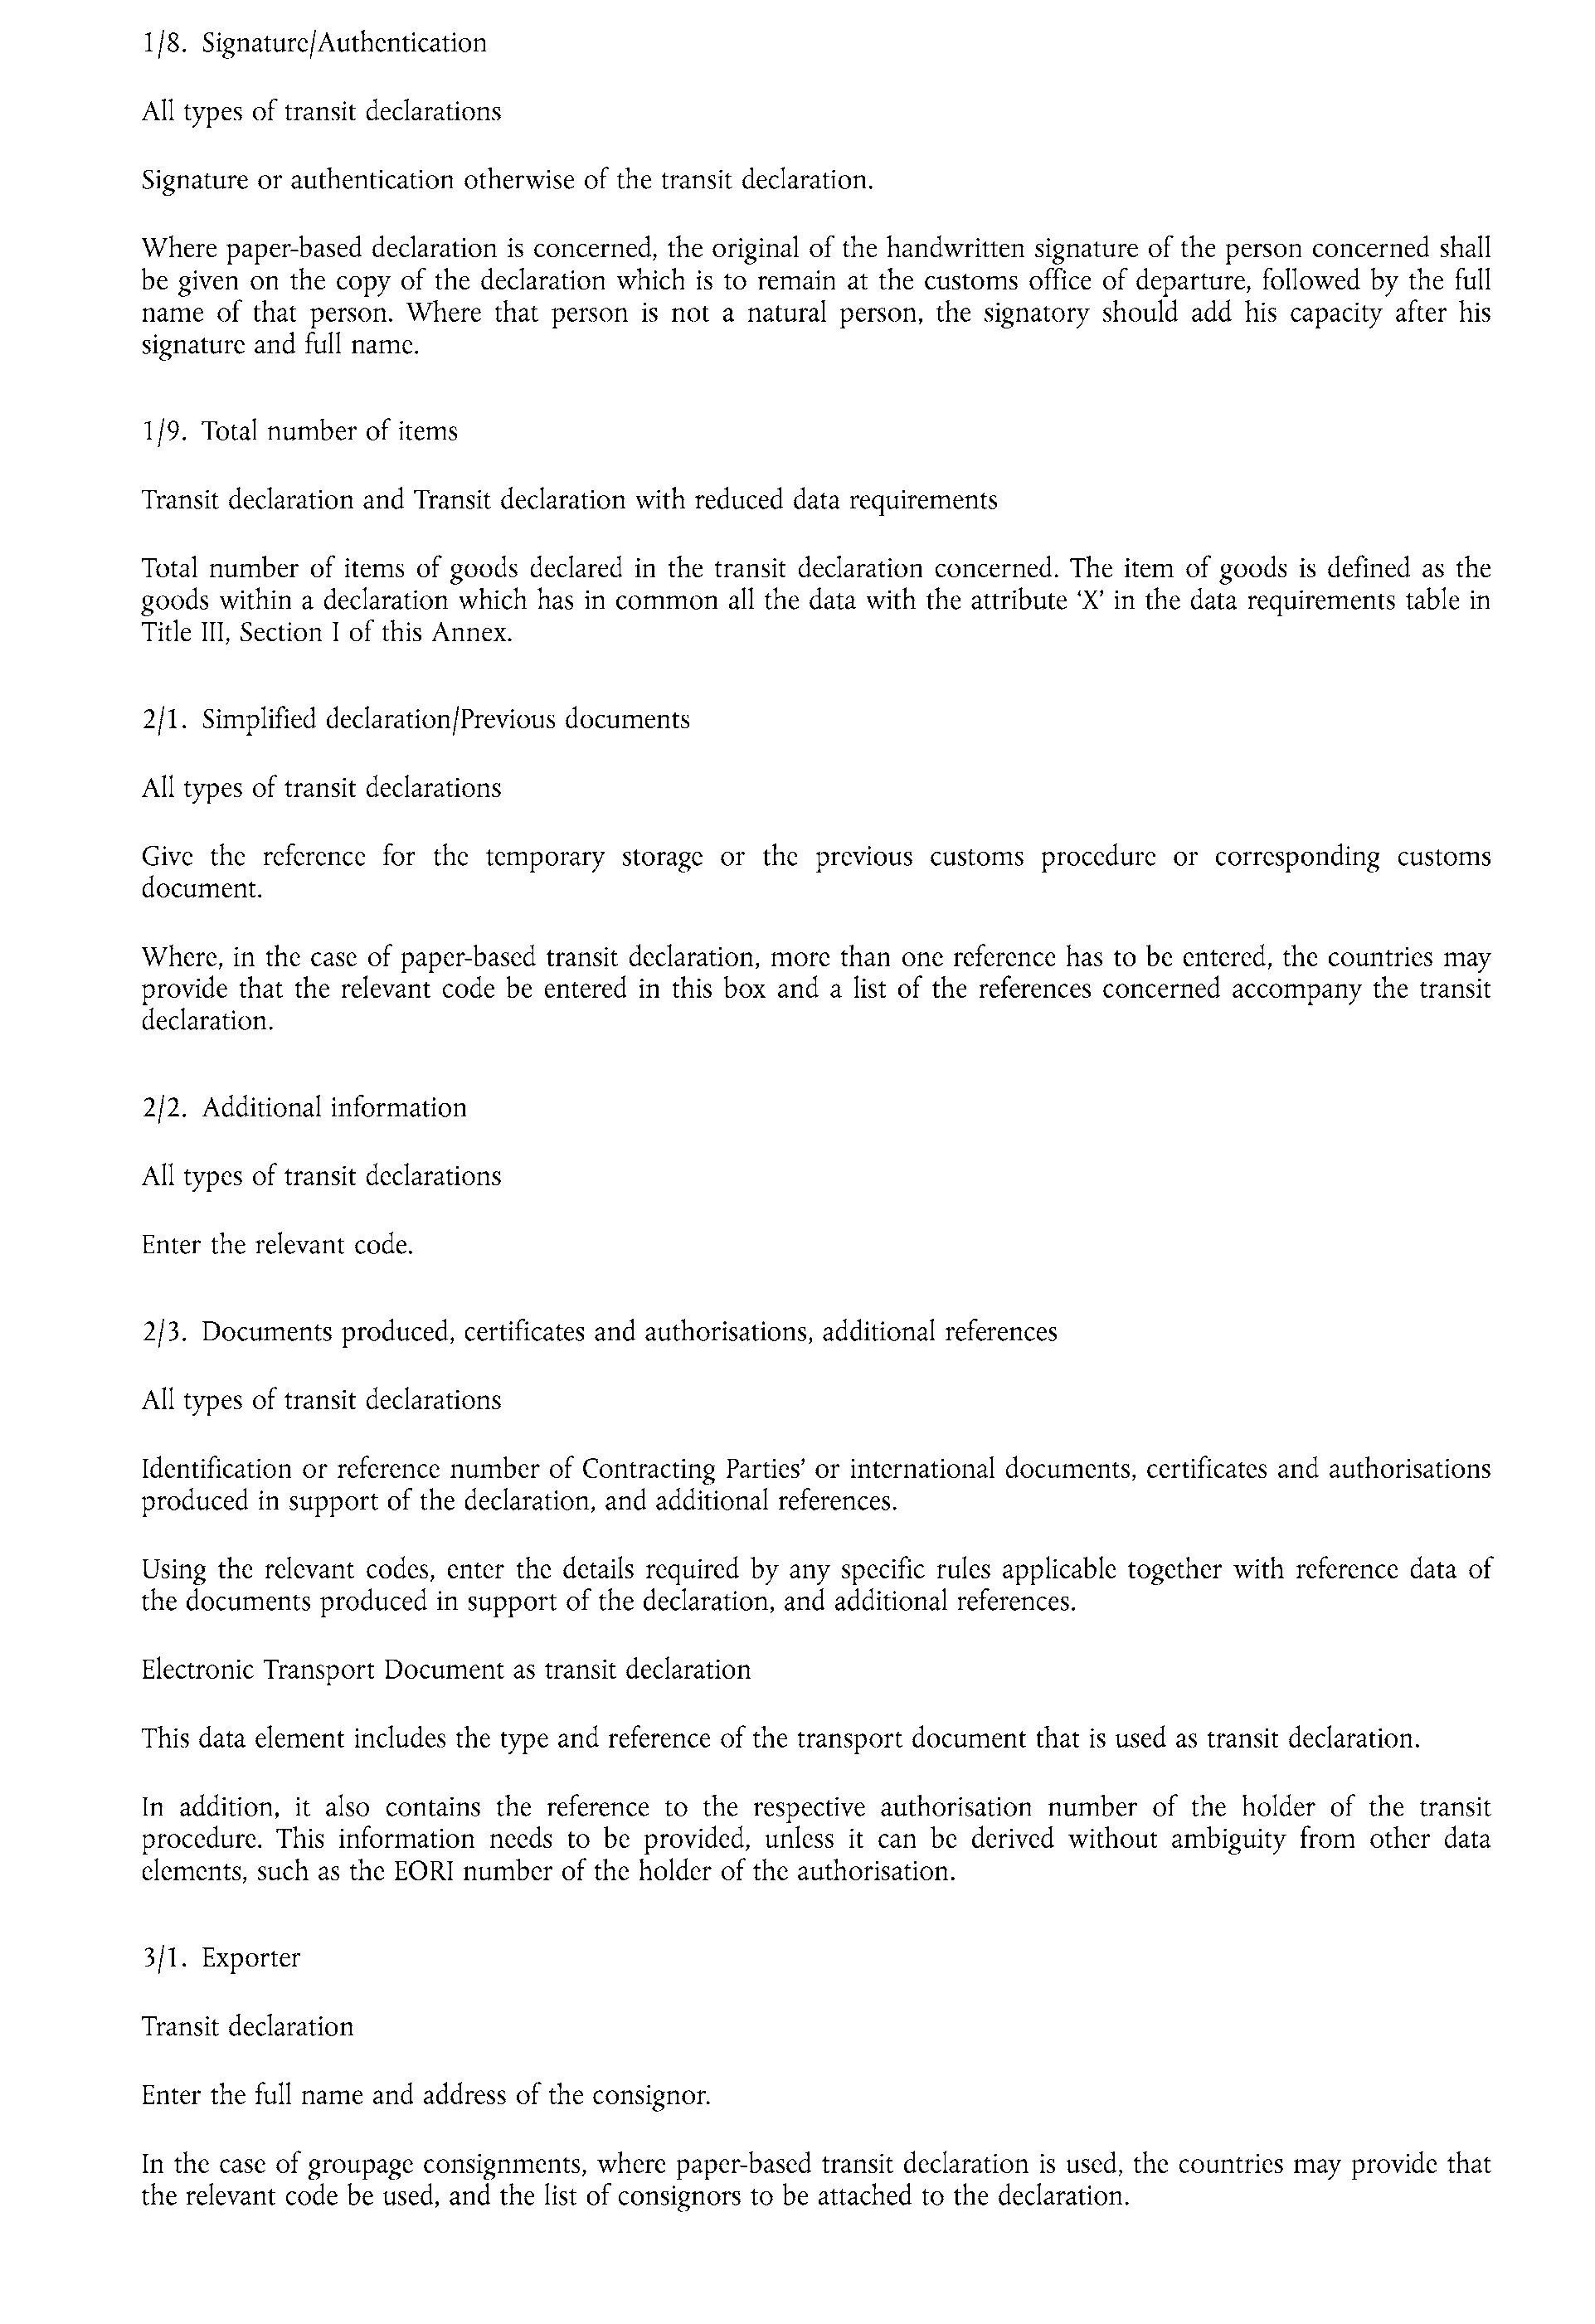 1/8. Signature/Authentication
All types of transit declarations
Signature or authentication otherwise of the transit declaration.
Where paper-based declaration is concerned, the original of the handwritten signature of the person concerned shall
be given on the copy of the declaration which is to remain at the customs office of departure, followed by the full
name of that person. Where that person is not a natural person, the signatory should add his capacity after his
signature and full name.
1/9. Total number of items
Transit declaration and Transit declaration with reduced data requirements
Total number of items of goods declared in the transit declaration concerned. The item of goods is defined as the
goods within a declaration which has in common all the data with the attribute ‘X’ in the data requirements table in
Title III, Section I of this Annex.
2/1. Simplified declaration/Previous documents
All types of transit declarations
Give the reference for the temporary storage or the previous customs procedure or corresponding customs
document.
Where, in the case of paper-based transit declaration, more than one reference has to be entered, the countries may
provide that the relevant code be entered in this box and a list of the references concerned accompany the transit
declaration.
2/2. Additional information
All types of transit declarations
Enter the relevant code.
2/3. Documents produced, certificates and authorisations, additional references
All types of transit declarations
Identification or reference number of Contracting Parties’ or international documents, certificates and authorisations
produced in support of the declaration, and additional references.
Using the relevant codes, enter the details required by any specific rules applicable together with reference data of
the documents produced in support of the declaration, and additional references.
Electronic Transport Document as transit declaration
This data element includes the type and reference of the transport document that is used as transit declaration.
In addition, it also contains the reference to the respective authorisation number of the holder of the transit
procedure. This information needs to be provided, unless it can be derived without ambiguity from other data
elements, such as the EORI number of the holder of the authorisation.
3/1. Exporter
Transit declaration
Enter the full name and address of the consignor.
In the case of groupage consignments, where paper-based transit declaration is used, the countries may provide that
the relevant code be used, and the list of consignors to be attached to the declaration.